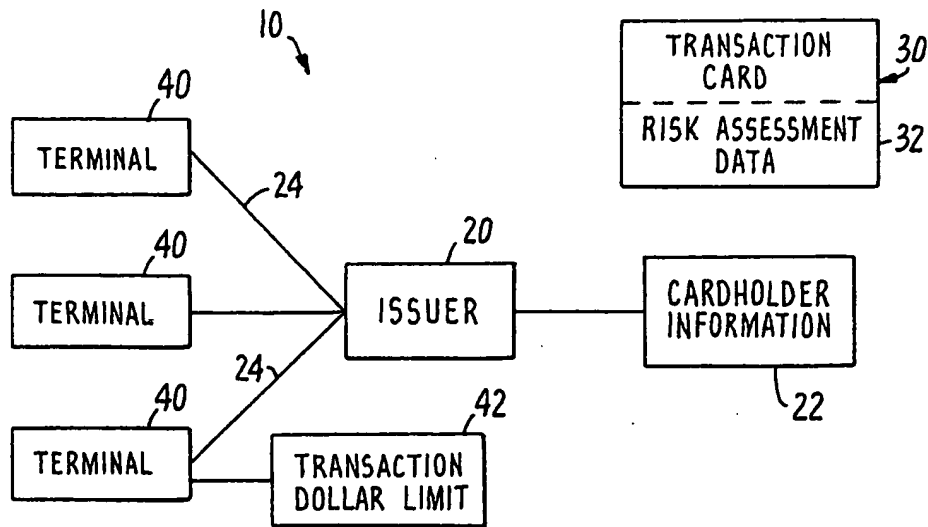 10
TRANSACTION
CARD
30
RISK ASSESSMENT
DATA
32
40
TERMINAL
24
40
TERMINAL
20
ISSUER
CARDHOLDER
INFORMATION
22
24
40
TERMINAL
42
TRANSACTION
DOLLAR LIMIT